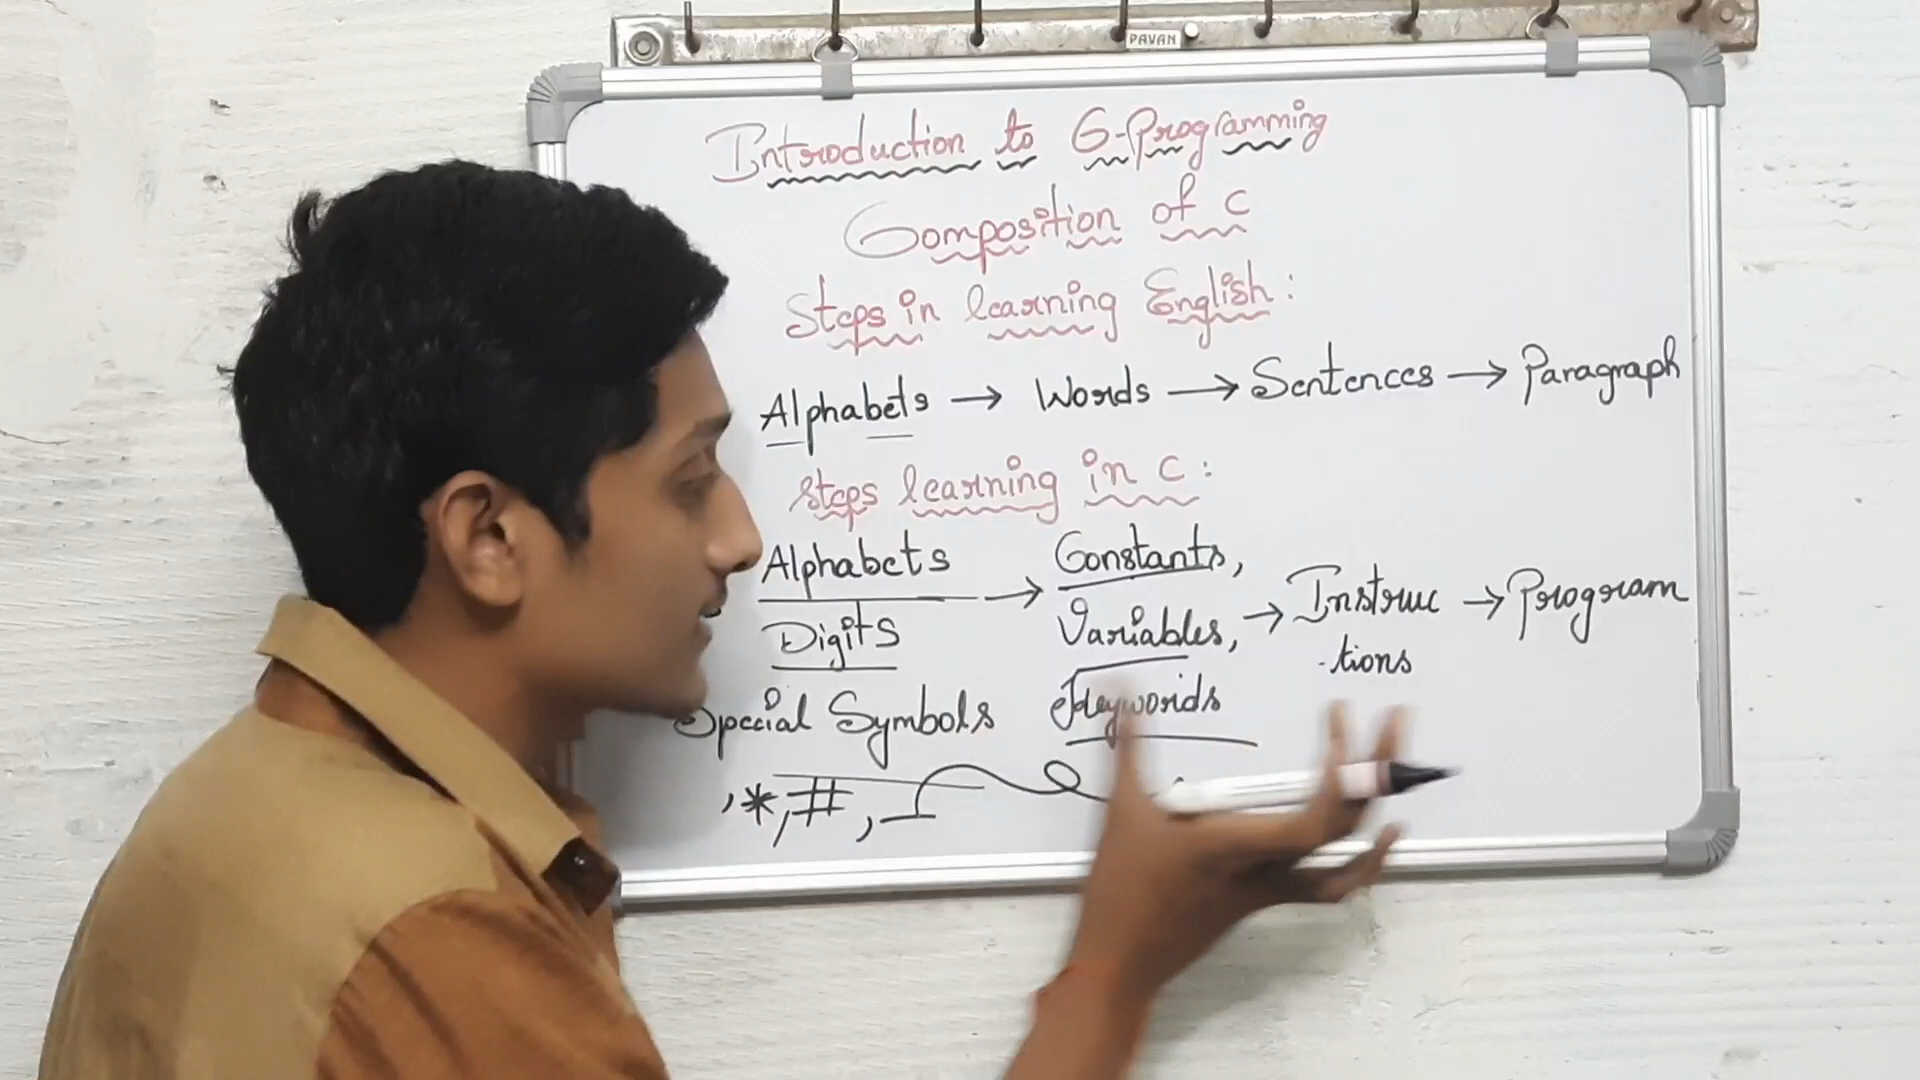 PAVAN
Introduction to C-Programming
Composition of C
Steps in learning English:
Alphabets → Words → Sentences → Paragraph
Steps learning in C:
Alphabets → Constants, → Instruc → Program
Digits Variables, -tions
Special Symbols Keywords
,*,#,_